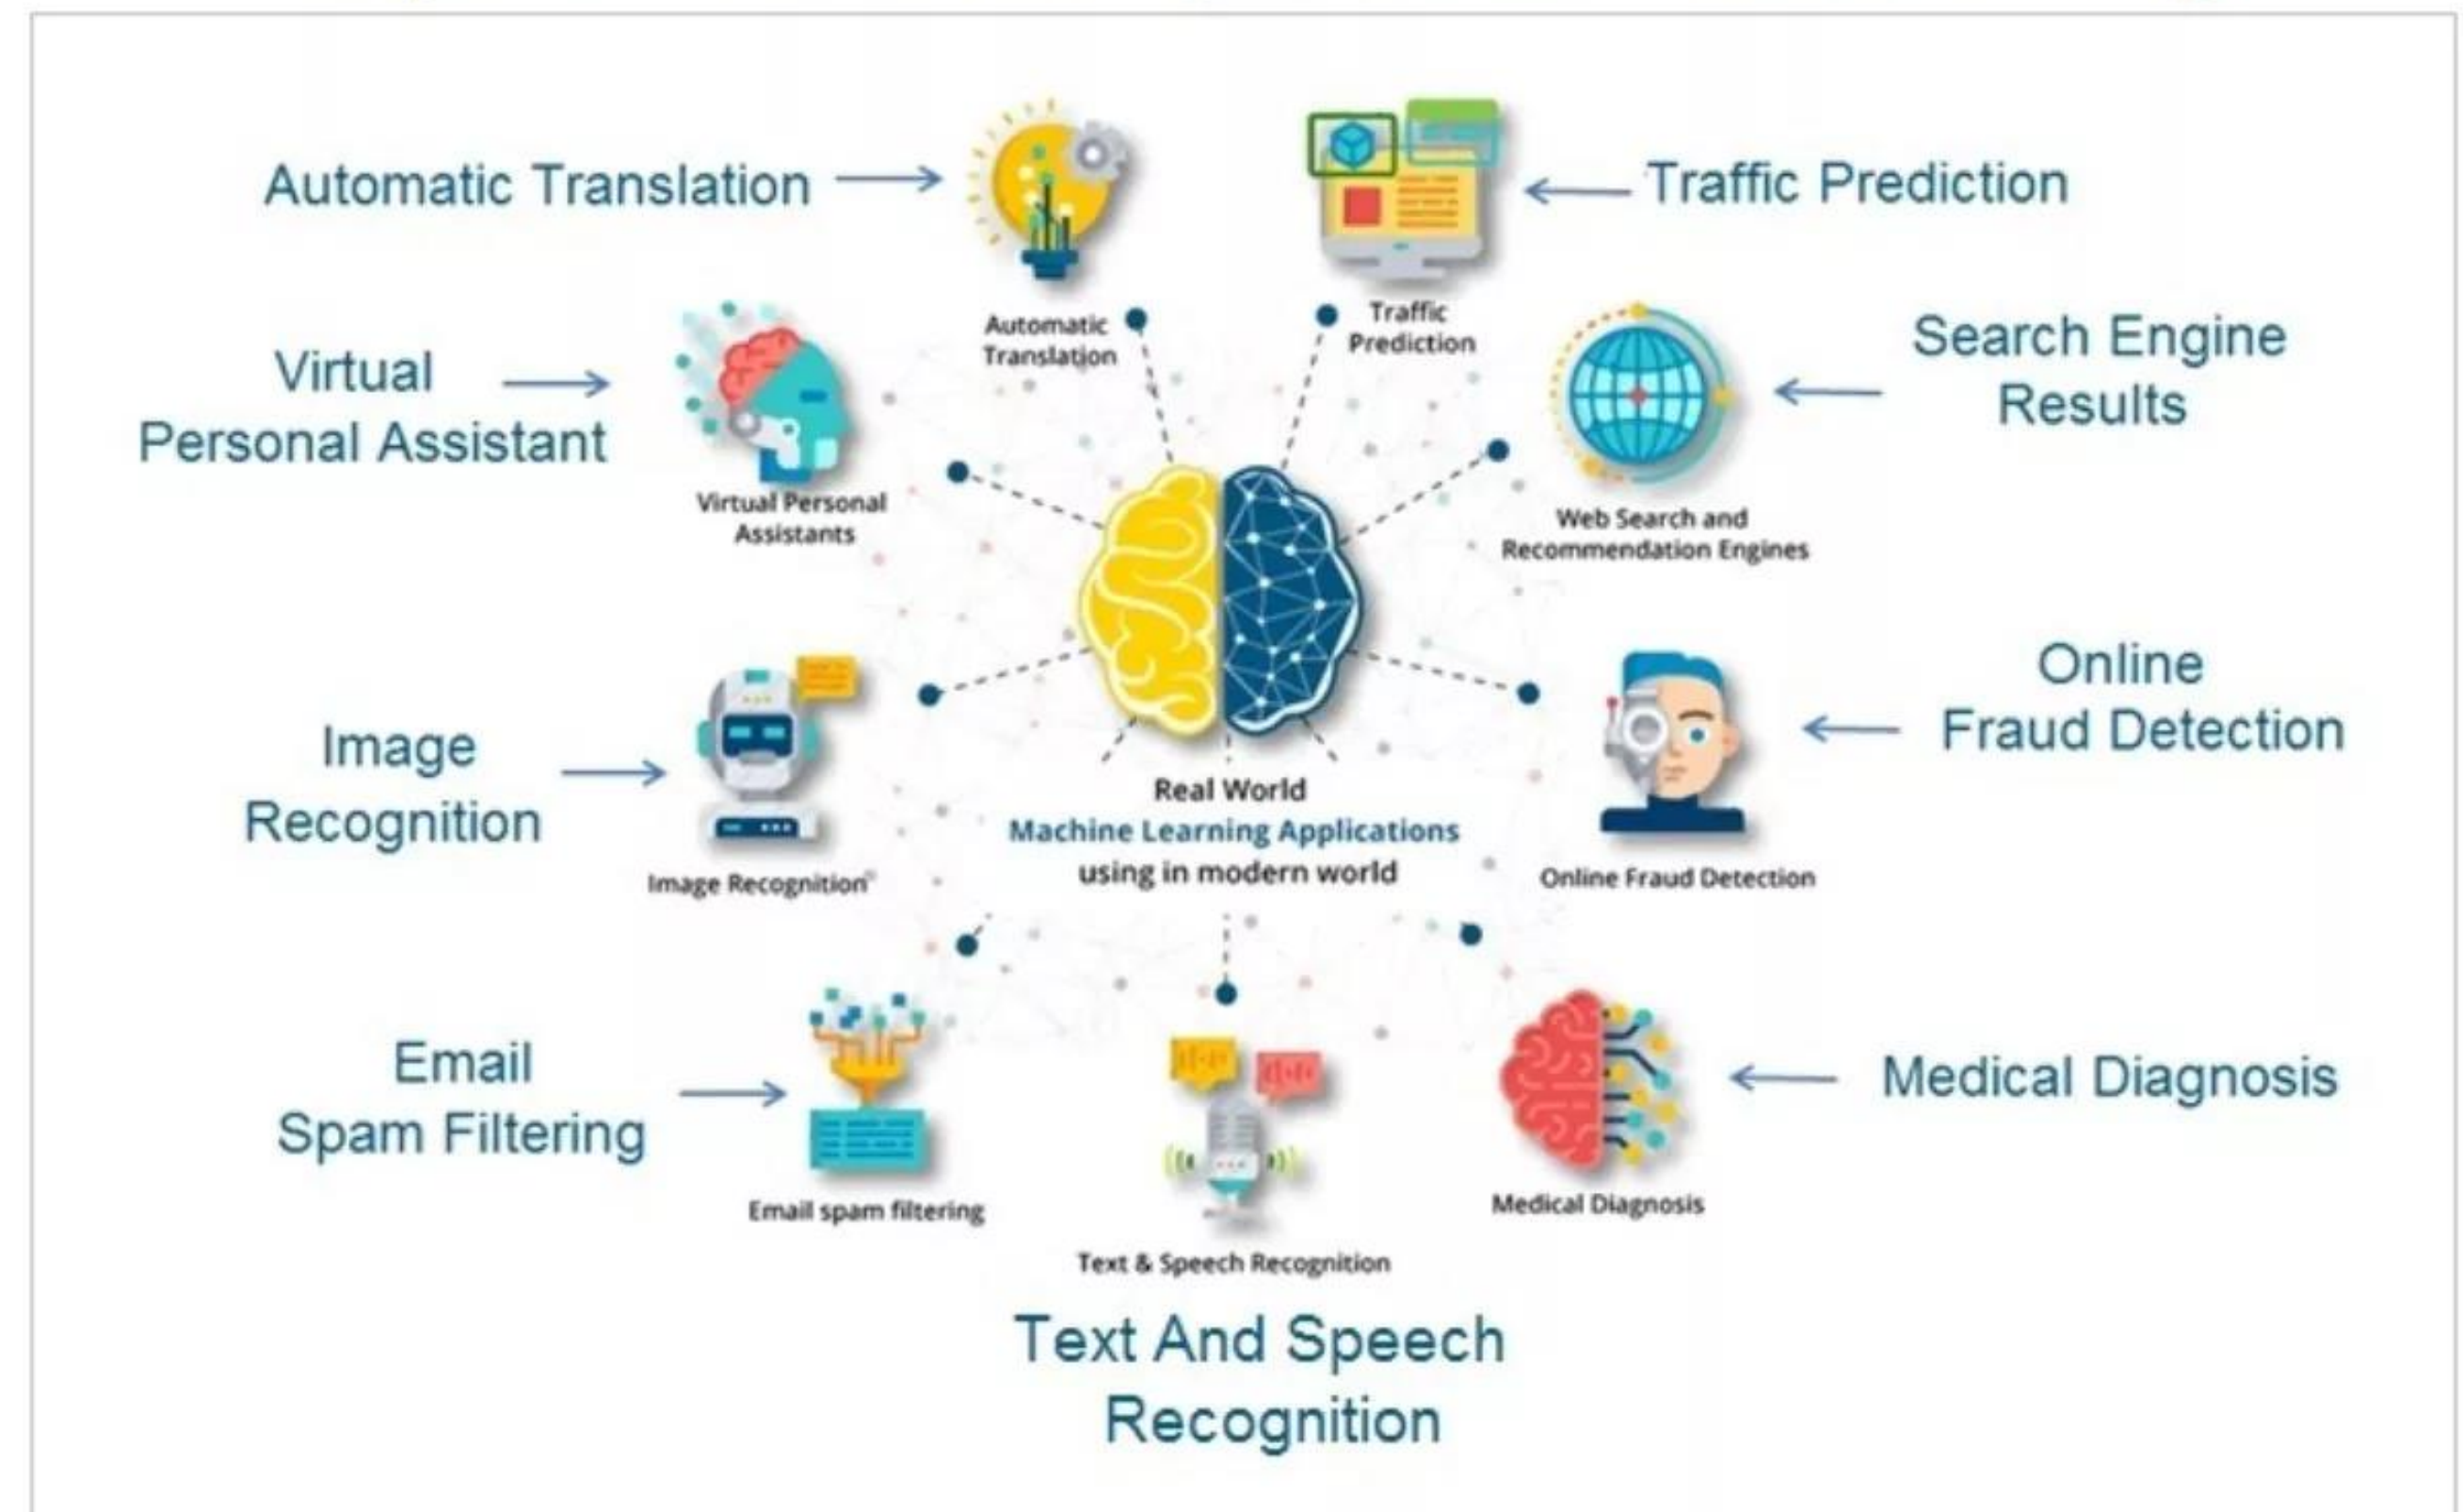 Automatic Translation
Traffic Prediction
Automatic
Translation
Traffic
Prediction
Virtual
Personal Assistant
Virtual Personal
Assistants
Search Engine
Results
Web Search and
Recommendation Engines
Image
Recognition
Image Recognition
Online
Fraud Detection
Online Fraud Detection
Real World
Machine Learning Applications
using in modern world
Email
Spam Filtering
Email spam filtering
Medical Diagnosis
Medical Diagnosis
Text & Speech Recognition
Text And Speech
Recognition